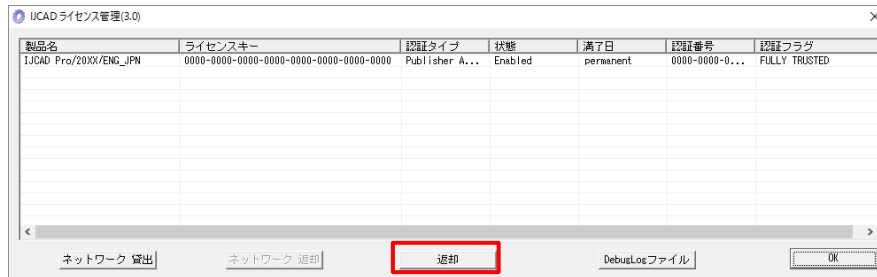 IJCAD ライセンス管理(3.0)
製品名 ライセンスキー 認証タイプ 状態 満了日 認証番号 認証フラグ
IJCAD Pro/20XX/ENG_JPN 0000-0000-0000-0000-0000-0000-0000 Publisher A... Enabled permanent 0000-0000-0... FULLY TRUSTED
ネットワーク 貸出 ネットワーク 返却 返却 DebugLogファイル OK